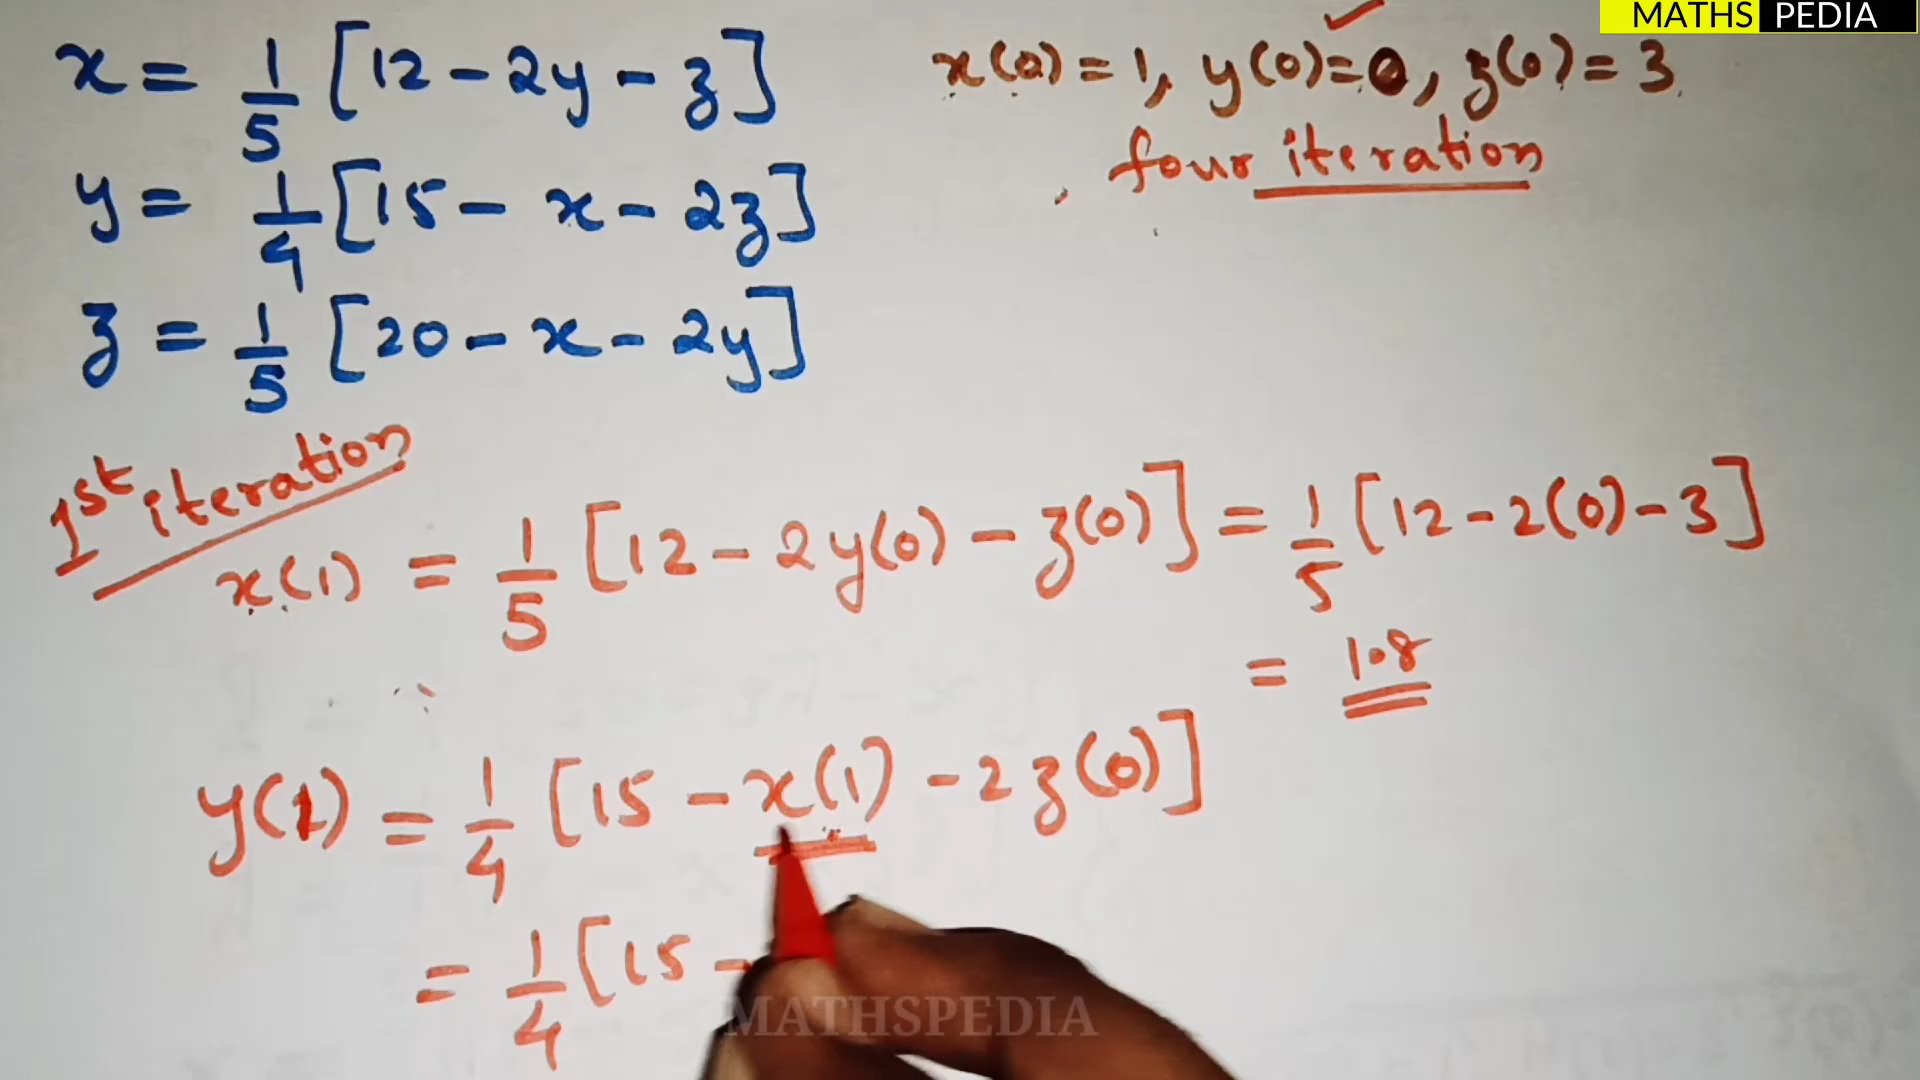 MATHS PEDIA
x = 1/5 [12 - 2y - z]
x(0) = 1, y(0) = 0, z(0) = 3
four iteration
y = 1/4 [15 - x - 2z]
z = 1/5 [20 - x - 2y]
1st iteration
x(1) = 1/5 [12 - 2y(0) - z(0)] = 1/5 [12 - 2(0) - 3]
= 1.8
y(1) = 1/4 [15 - x(1) - 2z(0)]
= 1/4 [15 -
MATHSPEDIA